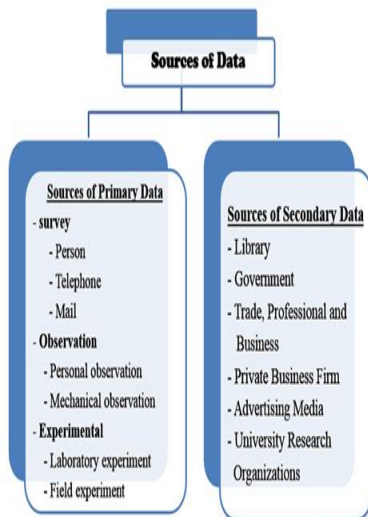 Sources of Data
Sources of Primary Data
- survey
- Person
- Telephone
- Mail
- Observation
- Personal observation
- Mechanical observation
- Experimental
- Laboratory experiment
- Field experiment
Sources of Secondary Data
- Library
- Government
- Trade, Professional and
Business
- Private Business Firm
- Advertising Media
- University Research
Organizations